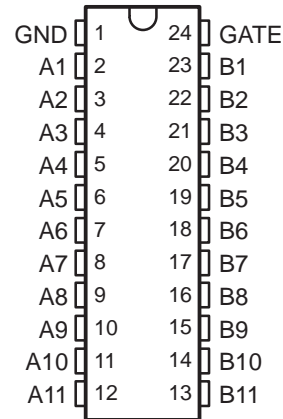 GND 1 24 GATE
A1 2 23 B1
A2 3 22 B2
A3 4 21 B3
A4 5 20 B4
A5 6 19 B5
A6 7 18 B6
A7 8 17 B7
A8 9 16 B8
A9 10 15 B9
A10 11 14 B10
A11 12 13 B11